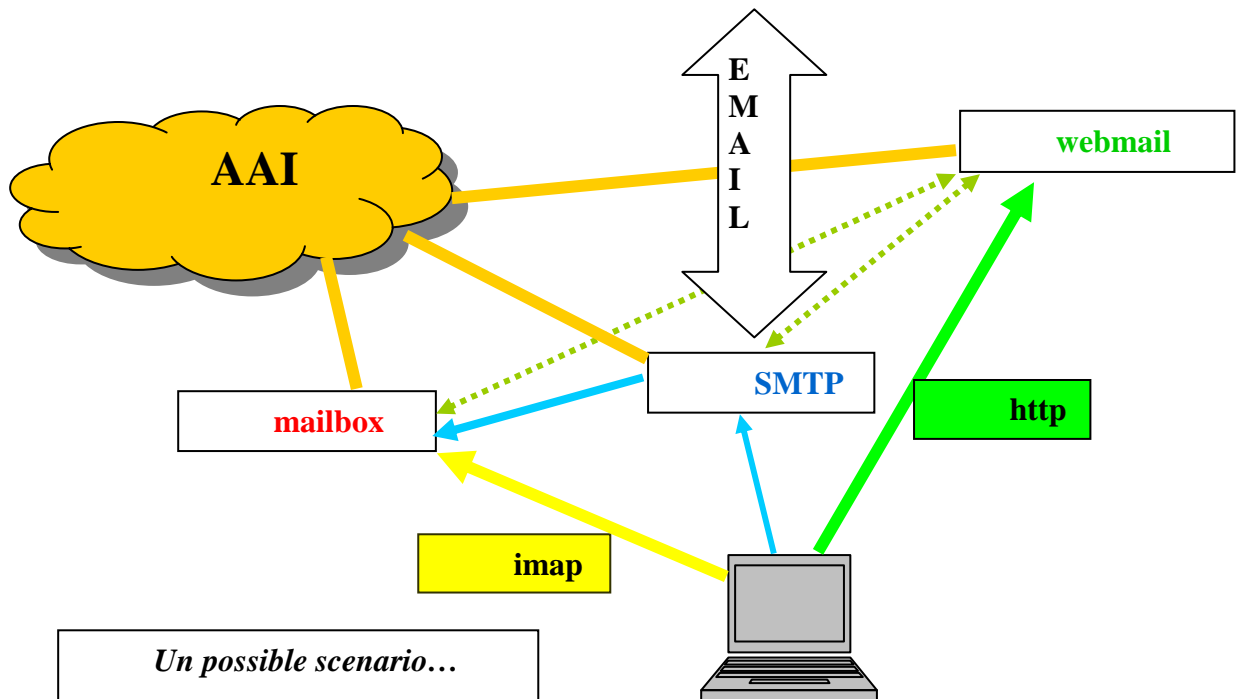 E
M
A
I
L
AAI
webmail
SMTP
mailbox
http
imap
Un possible scenario…